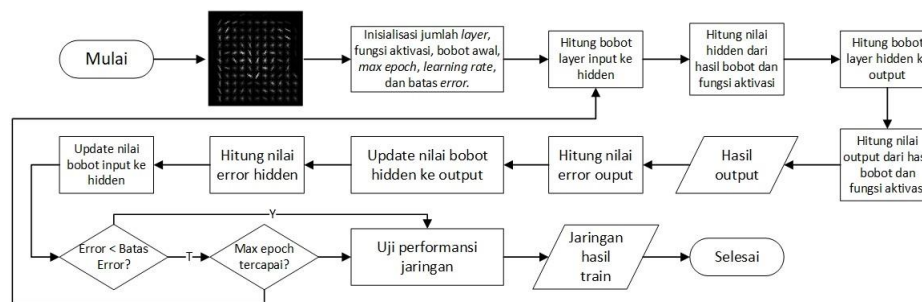 Mulai
Inisialisasi jumlah layer,
fungsi aktivasi, bobot awal,
max epoch, learning rate,
dan batas error.
Hitung bobot
layer input ke
hidden
Hitung nilai
hidden dari
hasil bobot dan
fungsi aktivasi
Hitung bobot
layer hidden
output
Hitung nilai
output dari
bobot dan
fungsi aktivasi
Hasil
output
Hitung nilai
error ouput
Update nilai bobot
hidden ke output
Hitung nilai
error hidden
Update nilai
bobot input ke
hidden
Error < Batas
Error?
Y
T
Max epoch
tercapai?
Uji performansi
jaringan
Jaringan
hasil
train
Selesai